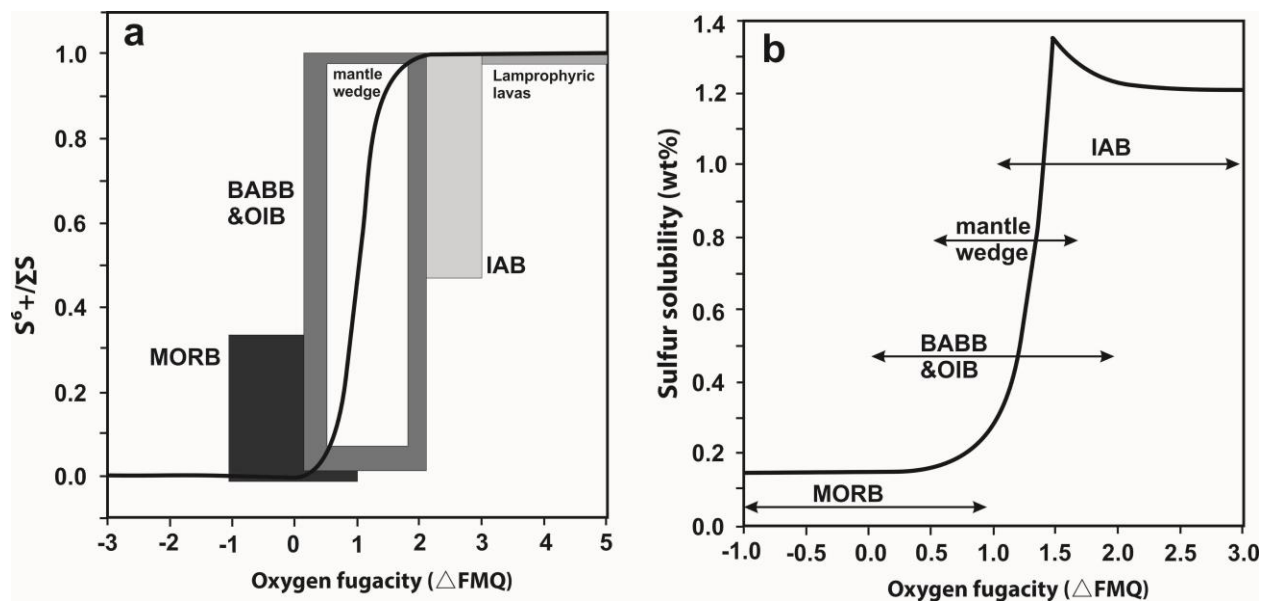 a
1.0
0.8
0.6
0.4
0.2
0.0
S⁶+/ΣS
mantle
wedge
Lamprophyric
lavas
BABB
&OIB
IAB
MORB
-3 -2 -1 0 1 2 3 4 5
Oxygen fugacity (△FMQ)
b
1.4
1.2
1.0
0.8
0.6
0.4
0.2
0.0
Sulfur solubility (wt%)
IAB
mantle
wedge
BABB
&OIB
MORB
-1.0 0.0 0.5 1.0 1.5 2.0 3.0
Oxygen fugacity (△FMQ)